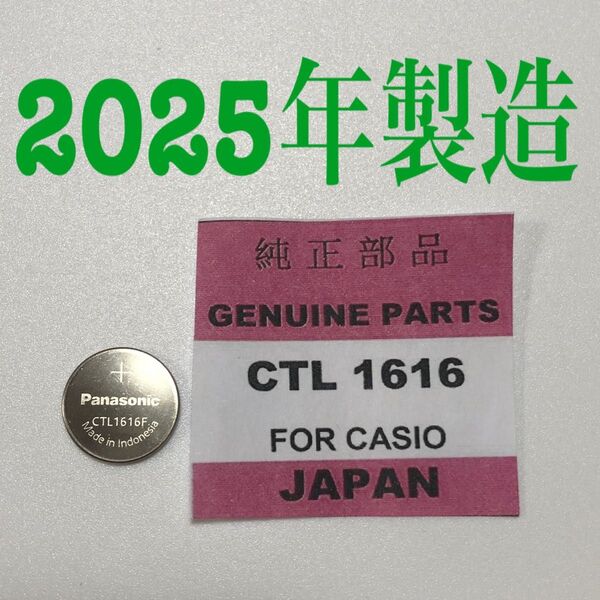 2025年製造
純正部品
GENUINE PARTS
CTL 1616
FOR CASIO
JAPAN
+
Panasonic
CTL1616F
Made in Indonesia